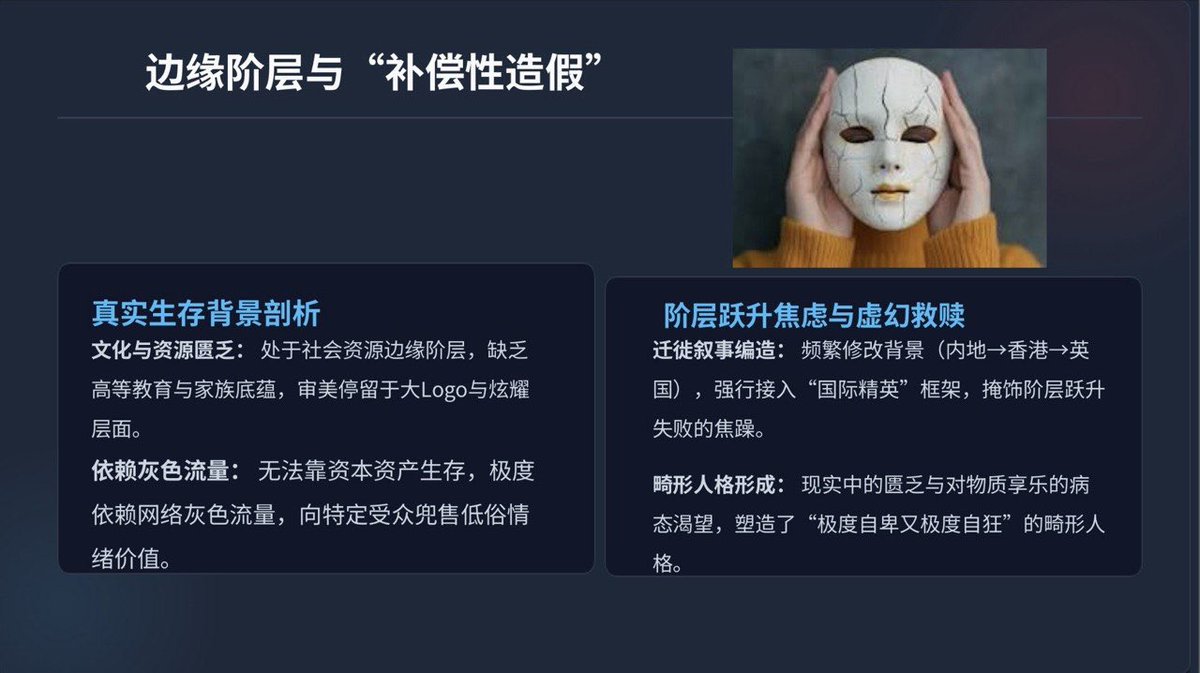 边缘阶层与“补偿性造假”
真实生存背景剖析
文化与资源匮乏： 处于社会资源边缘阶层，缺乏
高等教育与家族底蕴，审美停留于大Logo与炫耀
层面。
依赖灰色流量： 无法靠资本资产生存，极度
依赖网络灰色流量，向特定受众兜售低俗情
绪价值。
阶层跃升焦虑与虚幻救赎
迁徙叙事编造： 频繁修改背景（内地→香港→英
国），强行接入“国际精英”框架，掩饰阶层跃升
失败的焦躁。
畸形人格形成： 现实中的匮乏与对物质享乐的病
态渴望，塑造了“极度自卑又极度自狂”的畸形人
格。